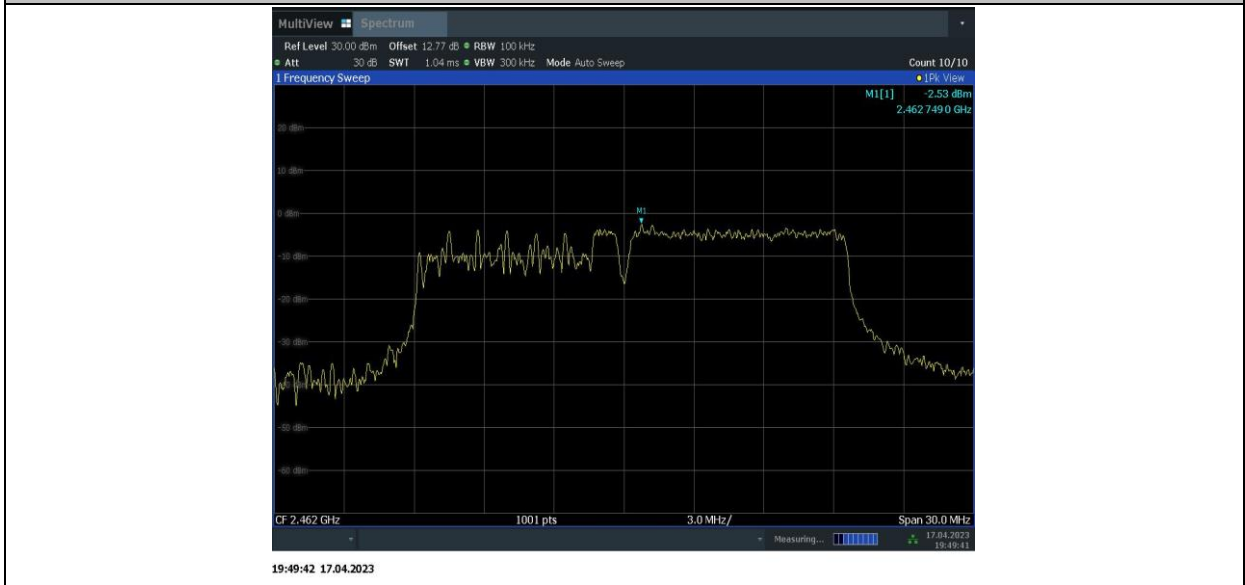 MultiView Spectrum
Ref Level 30.00 dBm Offset 12.77 dB RBW 100 kHz
Att 30 dB SWT 1.04 ms VBW 300 kHz Mode Auto Sweep Count 10/10
1 Frequency Sweep 1Pk View
M1[1] -2.53 dBm
2.462 749 0 GHz
20 dBm
10 dBm
M1
0 dBm
-10 dBm
-20 dBm
-30 dBm
-50 dBm
-60 dBm
CF 2.462 GHz 1001 pts 3.0 MHz/ Span 30.0 MHz
Measuring... 17.04.2023
19:49:41
19:49:42 17.04.2023